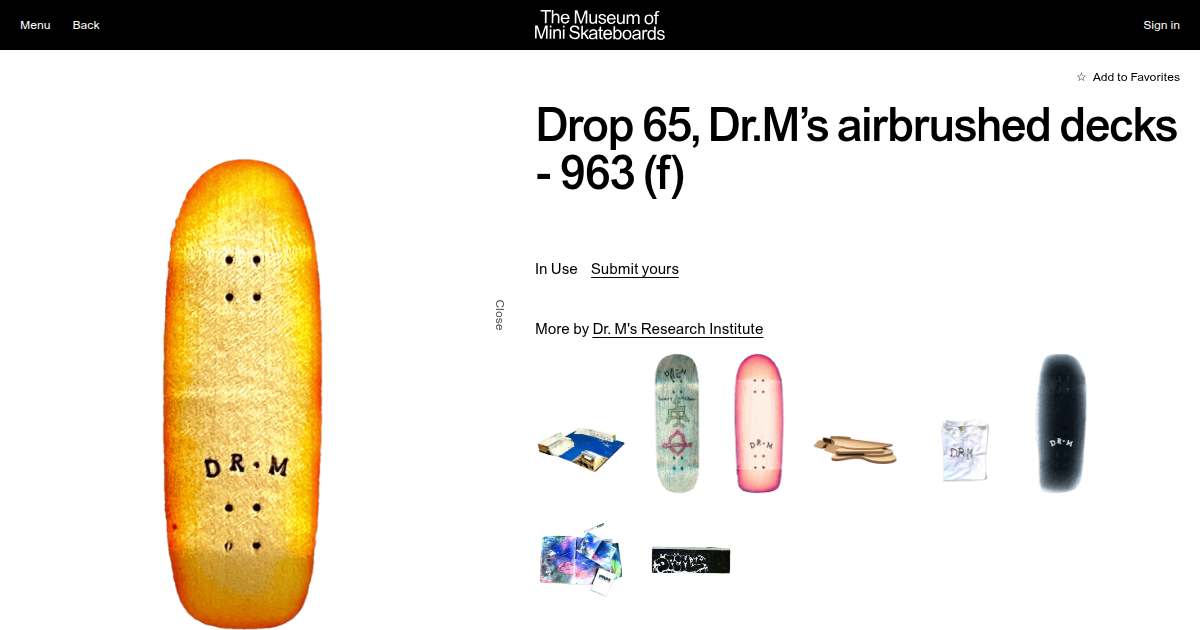 Menu
Back
The Museum of
Mini Skateboards
Sign in
☆ Add to Favorites
Drop 65, Dr.M’s airbrushed decks
- 963 (f)
In Use
Submit yours
Close
More by Dr. M's Research Institute
DR·M
DR·M
DRM
DR·M